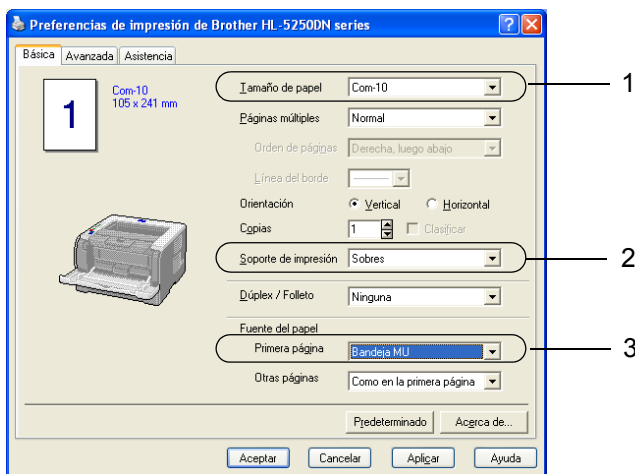 Preferencias de impresión de Brother HL-5250DN series
Básica Avanzada Asistencia
1
Com-10
105 x 241 mm
Tamaño de papel Com-10 1
Páginas múltiples Normal
Orden de páginas Derecha, luego abajo
Línea del borde
Orientación Vertical Horizontal
Copias 1 Clasificar
Soporte de impresión Sobres 2
Dúplex / Folleto Ninguna
Fuente del papel
Primera página Bandeja MU 3
Otras páginas Como en la primera página
Predeterminado Acerca de...
Aceptar Cancelar Aplicar Ayuda